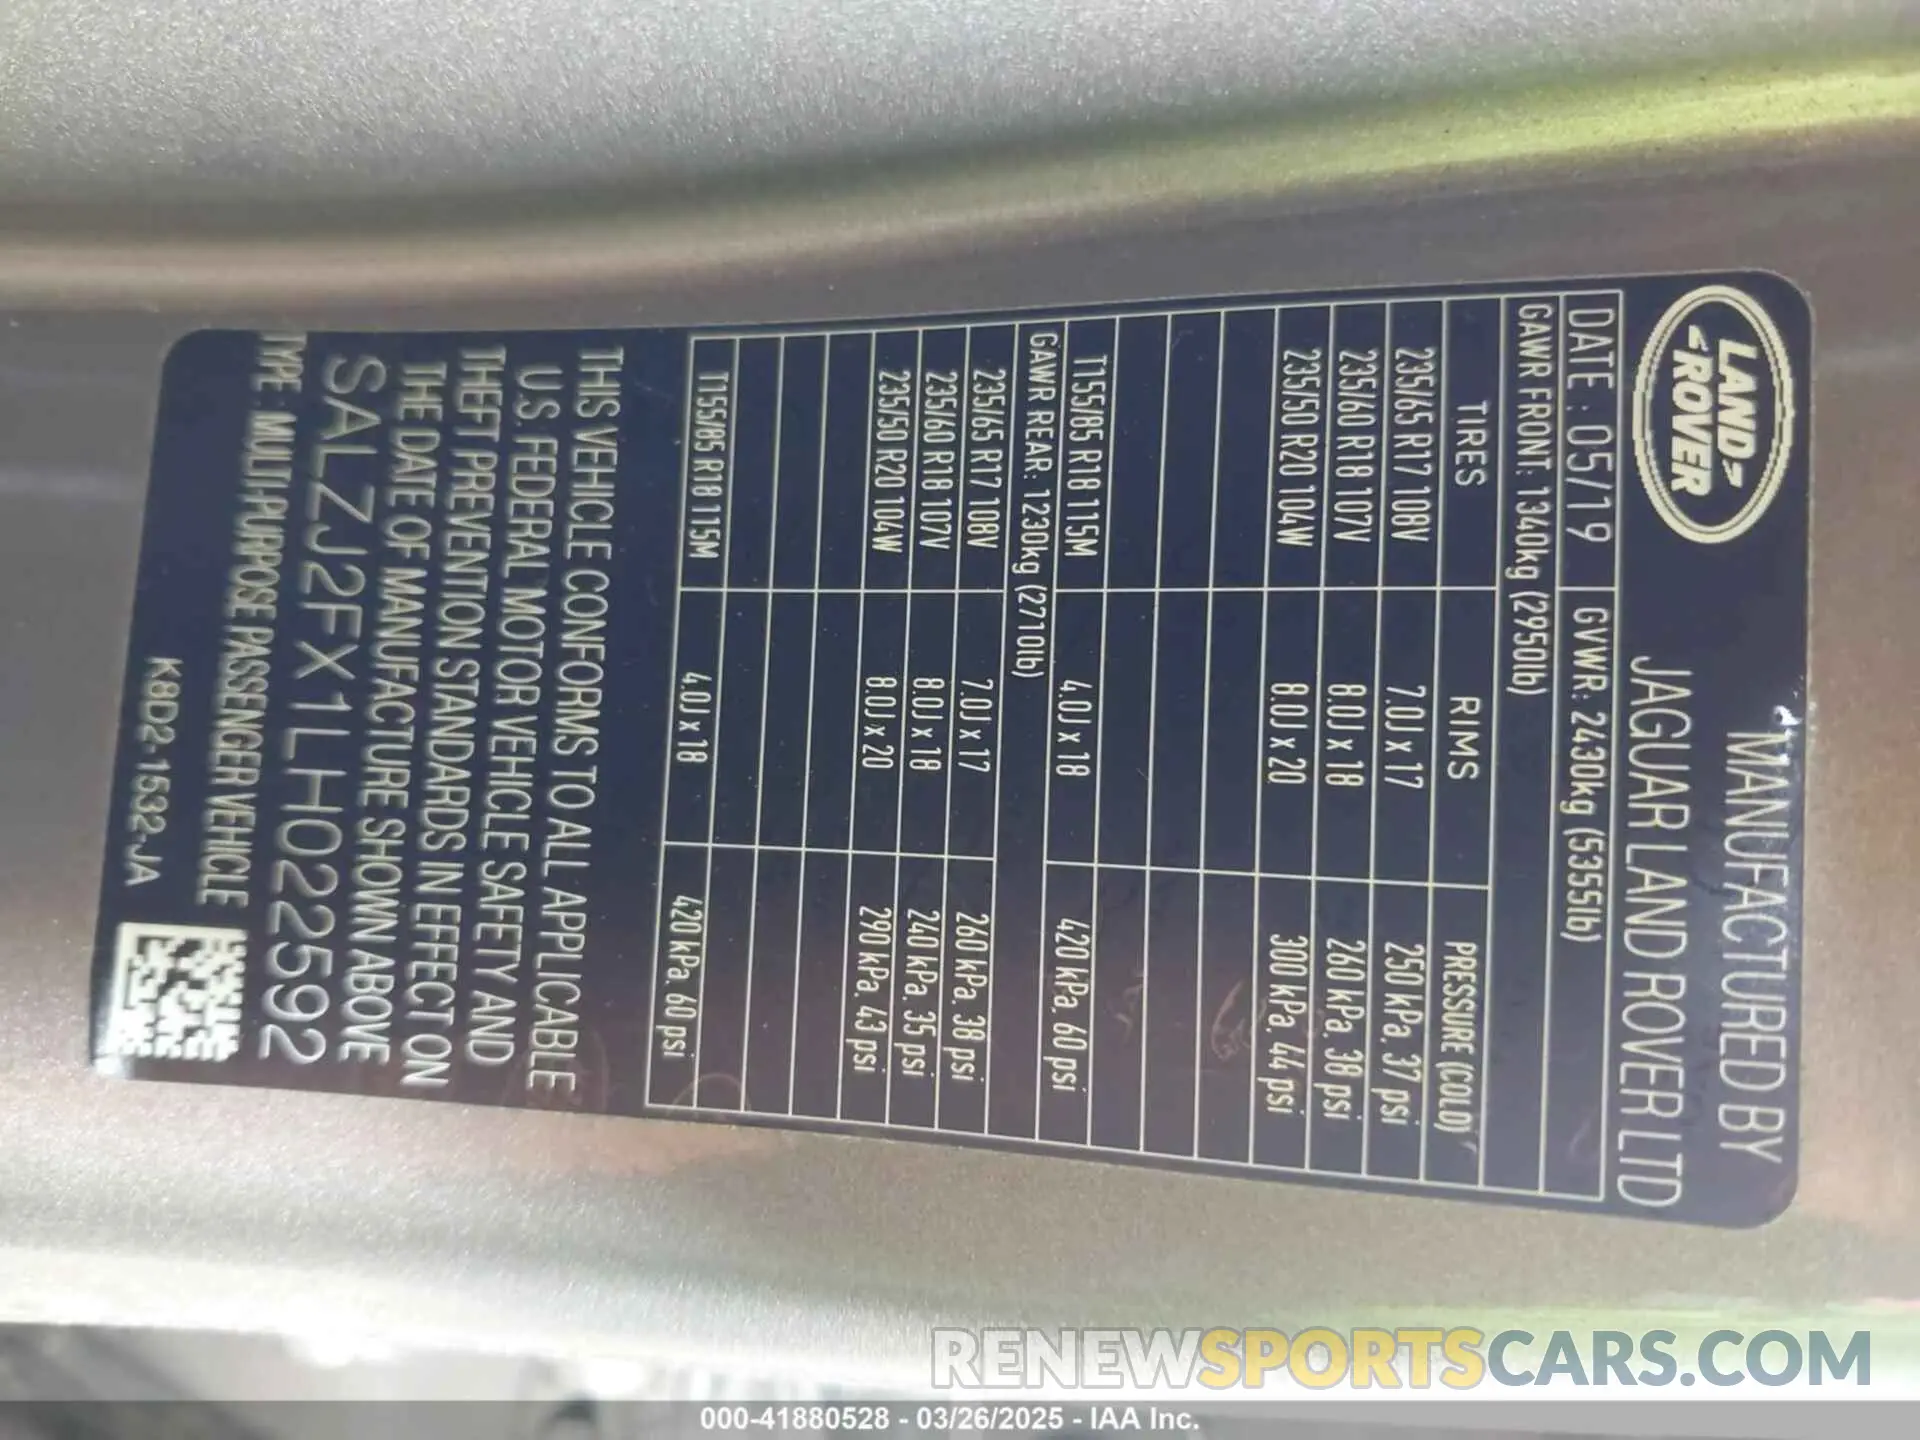 LAND
ROVER
MANUFACTURED BY
JAGUAR LAND ROVER LTD
DATE : 05/19 GVWR: 2430kg (5355lb)
GAWR FRONT: 1340kg (2950lb)
TIRES RIMS PRESSURE (COLD)
235/65 R17 108V 7.0J x 17 250 kPa, 37 psi
235/60 R18 107V 8.0J x 18 260 kPa, 38 psi
235/50 R20 104W 8.0J x 20 300 kPa, 44 psi
T155/85 R18 115M 4.0J x 18 420 kPa, 60 psi
GAWR REAR: 1230kg (2710lb)
235/65 R17 108V 7.0J x 17 260 kPa, 38 psi
235/60 R18 107V 8.0J x 18 240 kPa, 35 psi
235/50 R20 104W 8.0J x 20 290 kPa, 43 psi
T155/85 R18 115M 4.0J x 18 420 kPa, 60 psi
THIS VEHICLE CONFORMS TO ALL APPLICABLE
U.S. FEDERAL MOTOR VEHICLE SAFETY AND
THEFT PREVENTION STANDARDS IN EFFECT ON
THE DATE OF MANUFACTURE SHOWN ABOVE
SALZJ2FX1LH022592
TYPE: MULTIPURPOSE PASSENGER VEHICLE
K8D2-1532-JA
RENEWSPORTSCARS.COM
000-41880528 - 03/26/2025 - IAA Inc.